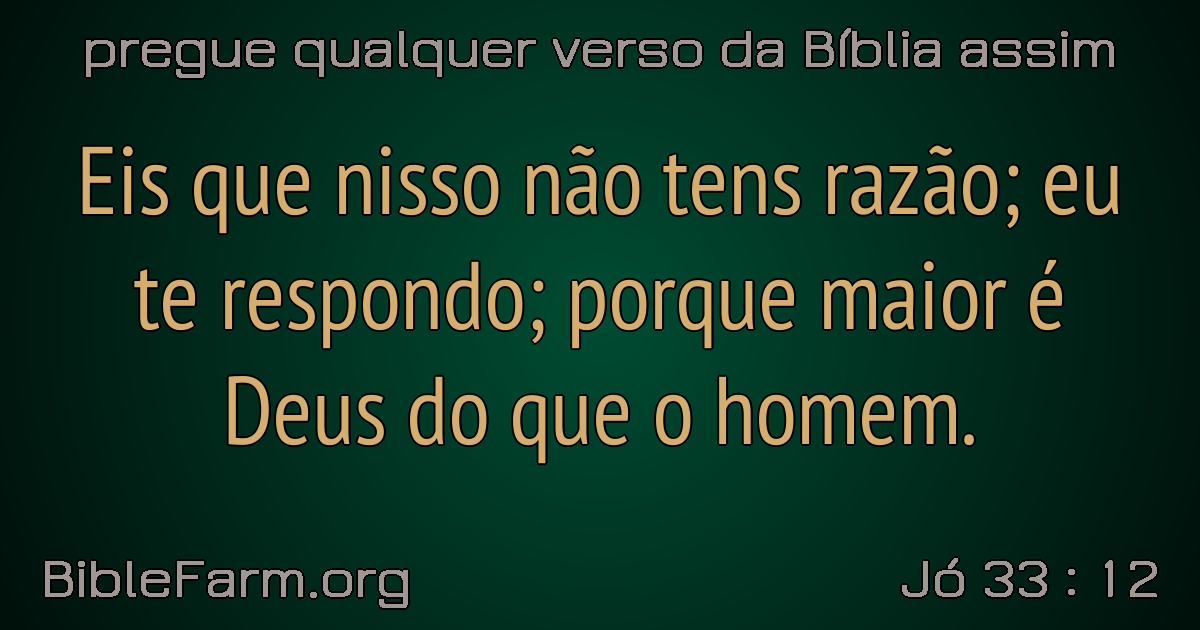 pregue qualquer verso da Bíblia assim
Eis que nisso não tens razão; eu
te respondo; porque maior é
Deus do que o homem.
BibleFarm.org
Jó 33 : 12